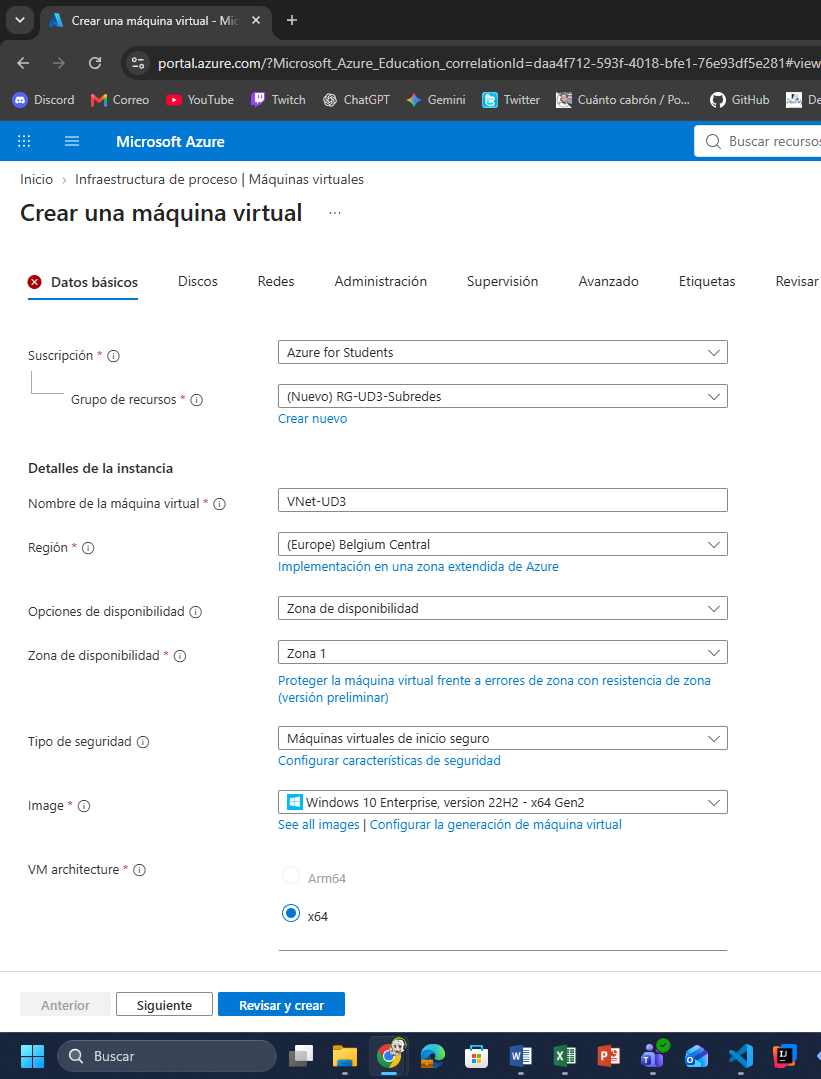 Crear una máquina virtual - Mic
portal.azure.com/?Microsoft_Azure_Education_correlationId=daa4f712-593f-4018-bfe1-76e93df5e281#view
Discord Correo YouTube Twitch ChatGPT Gemini Twitter Cuánto cabrón / Po... GitHub De
Microsoft Azure Buscar recursos
Inicio > Infraestructura de proceso | Máquinas virtuales
Crear una máquina virtual ...
Datos básicos Discos Redes Administración Supervisión Avanzado Etiquetas Revisar
Suscripción * Azure for Students
Grupo de recursos * (Nuevo) RG-UD3-Subredes
Crear nuevo
Detalles de la instancia
Nombre de la máquina virtual * VNet-UD3
Región * (Europe) Belgium Central
Implementación en una zona extendida de Azure
Opciones de disponibilidad Zona de disponibilidad
Zona de disponibilidad * Zona 1
Proteger la máquina virtual frente a errores de zona con resistencia de zona
(versión preliminar)
Tipo de seguridad Máquinas virtuales de inicio seguro
Configurar características de seguridad
Image * Windows 10 Enterprise, version 22H2 - x64 Gen2
See all images | Configurar la generación de máquina virtual
VM architecture * Arm64
x64
Anterior Siguiente Revisar y crear
Buscar